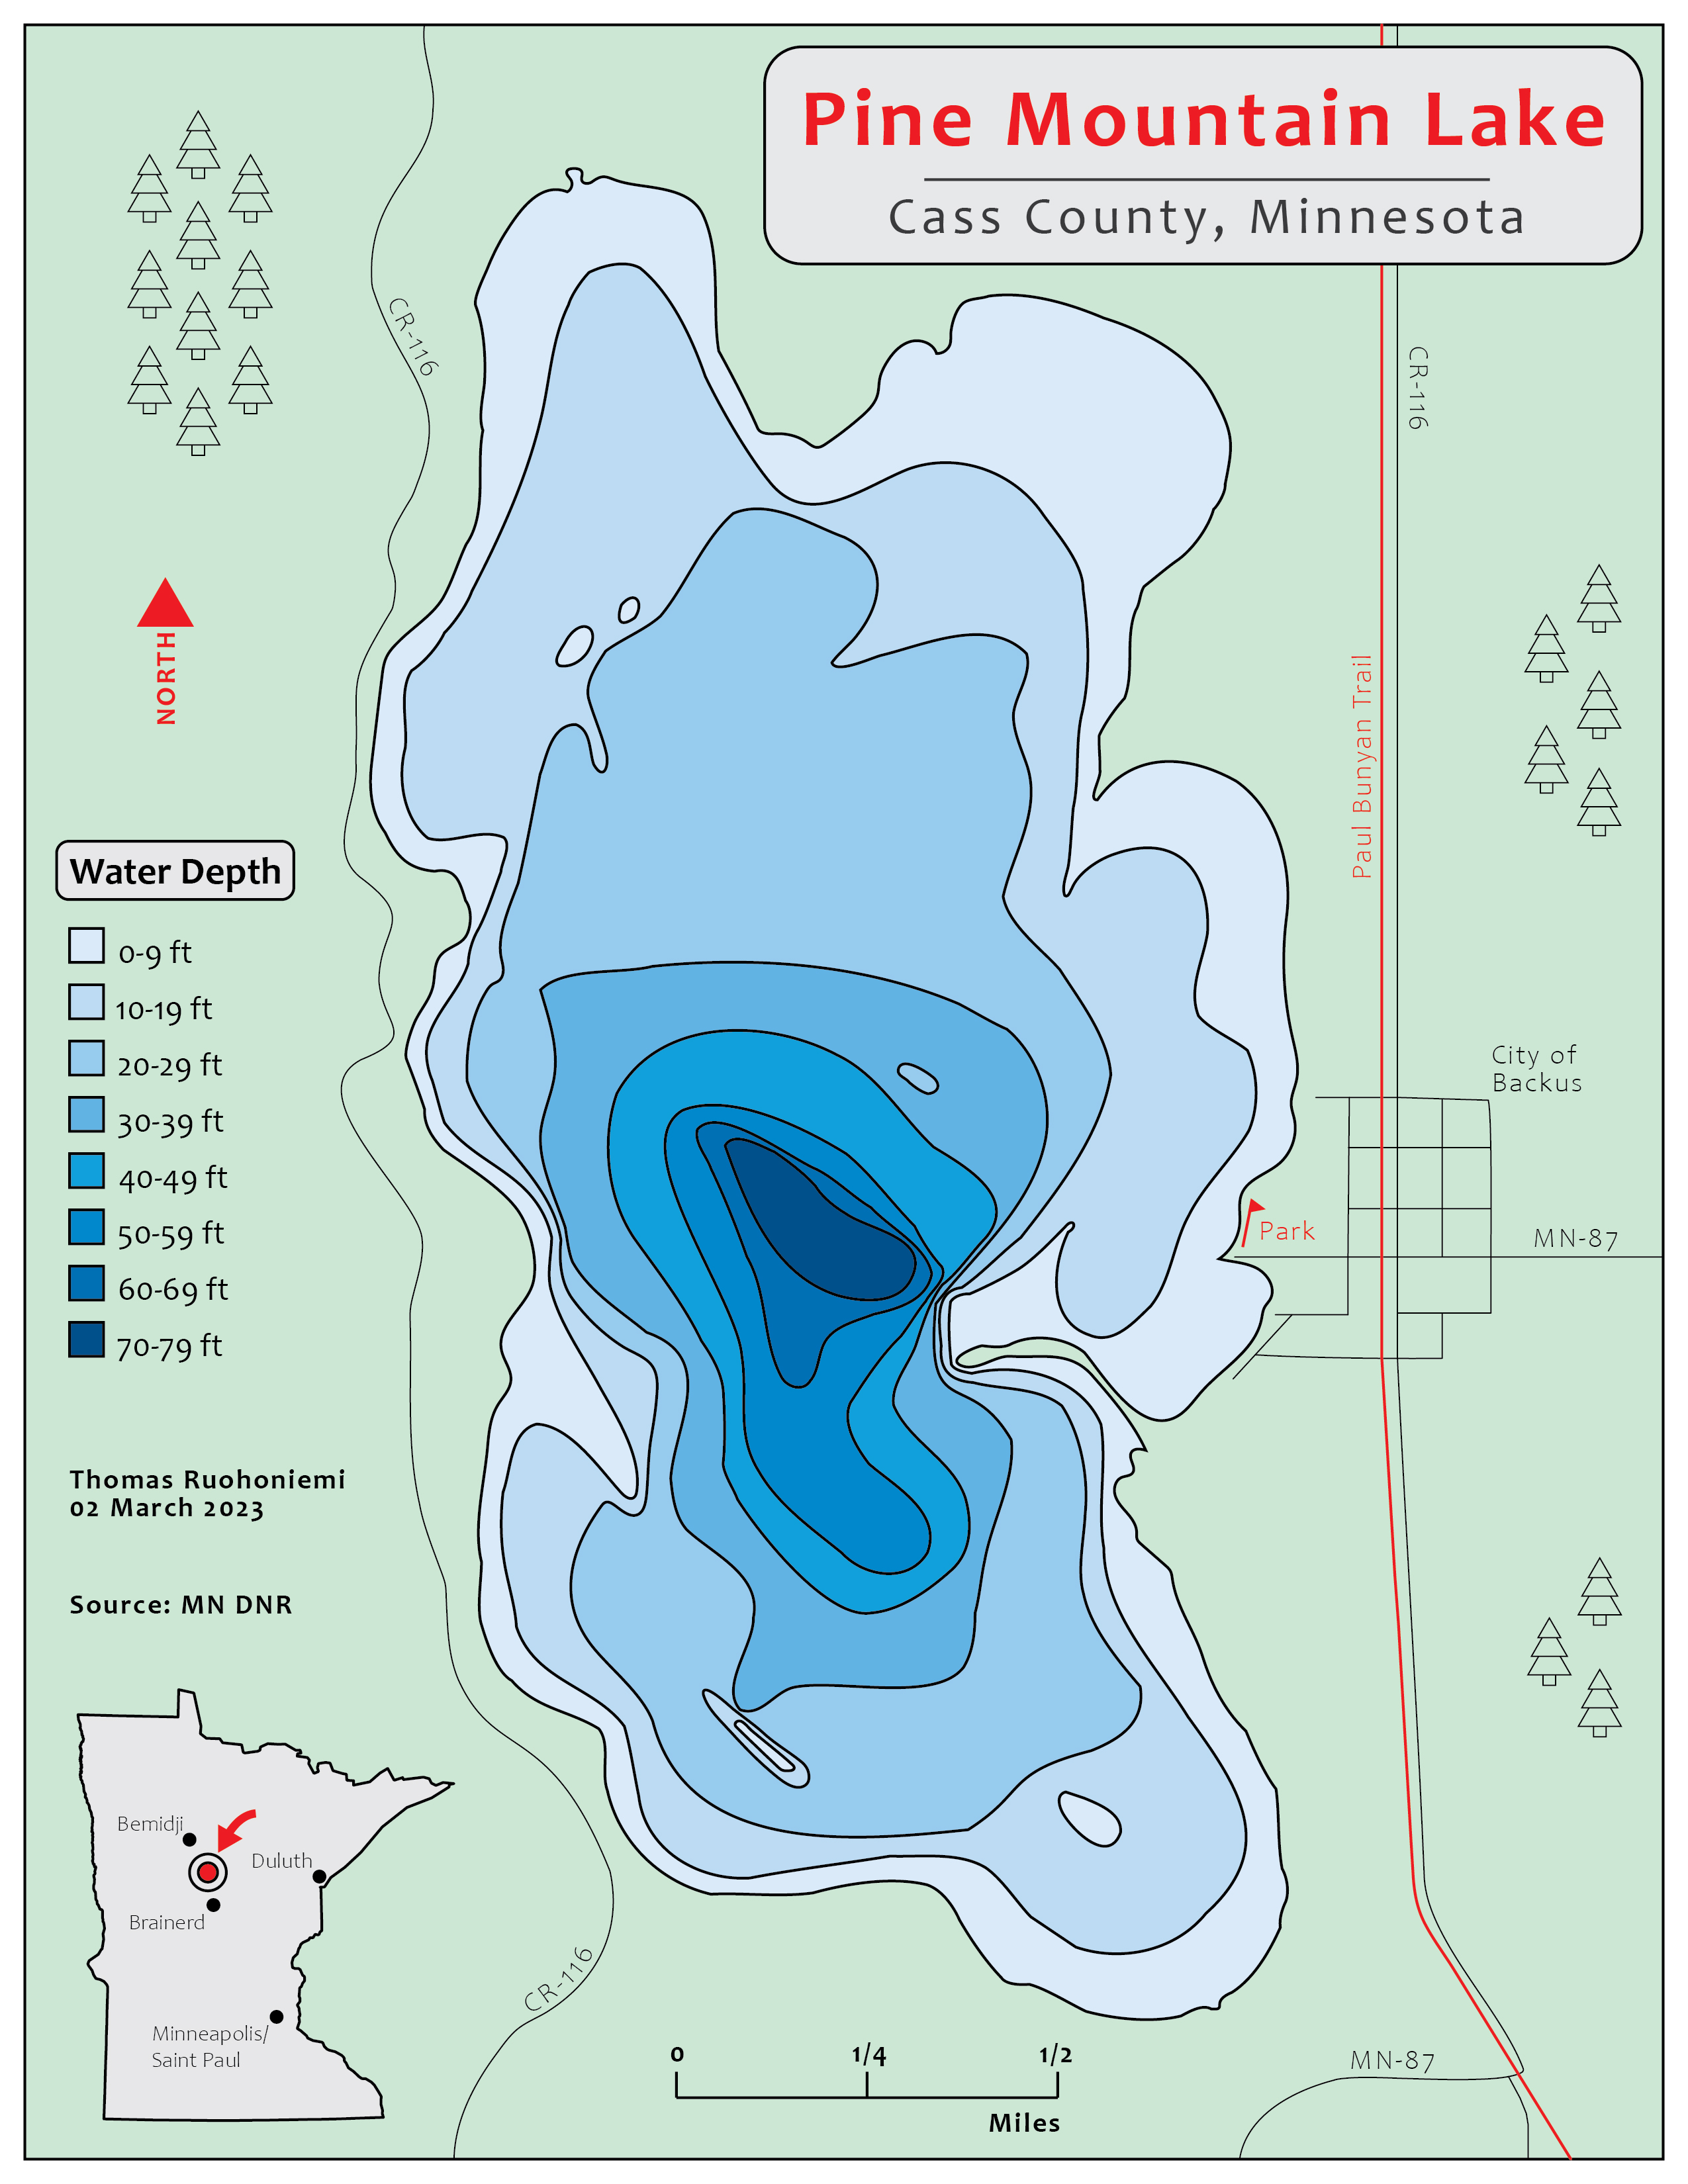 Pine Mountain Lake
Cass County, Minnesota
CR-116
CR-116
NORTH
Paul Bunyan Trail
Water Depth
0-9 ft
10-19 ft
20-29 ft
30-39 ft
40-49 ft
50-59 ft
60-69 ft
70-79 ft
City of
Backus
Park
MN-87
Thomas Ruohoniemi
02 March 2023
Source: MN DNR
Bemidji
Duluth
Brainerd
Minneapolis/
Saint Paul
CR-116
0 1/4 1/2
Miles
MN-87